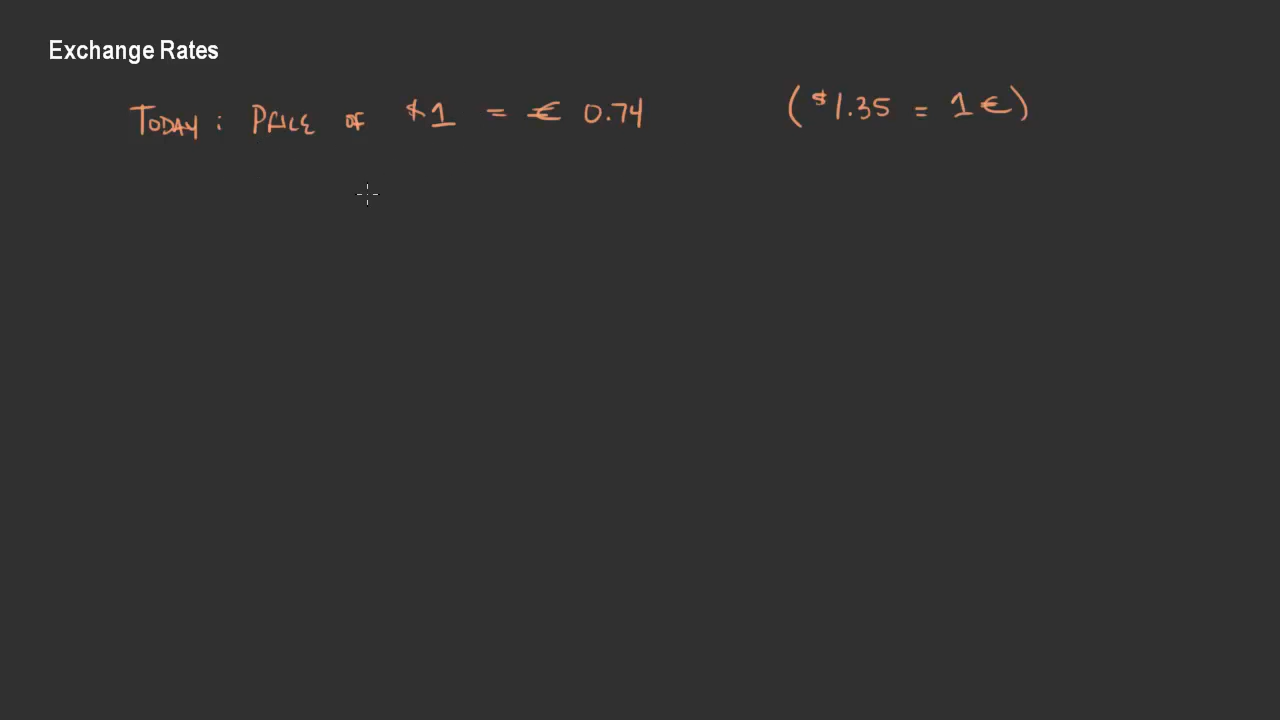 Exchange Rates
TODAY: PRICE OF $1 = € 0.74 ($1.35 = 1€)